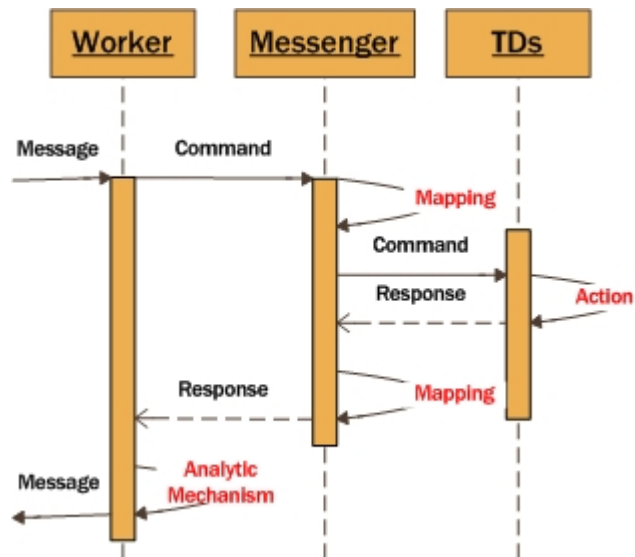 Worker
Messenger
TDs
Message
Command
Mapping
Command
Response
Action
Response
Mapping
Message
Analytic
Mechanism